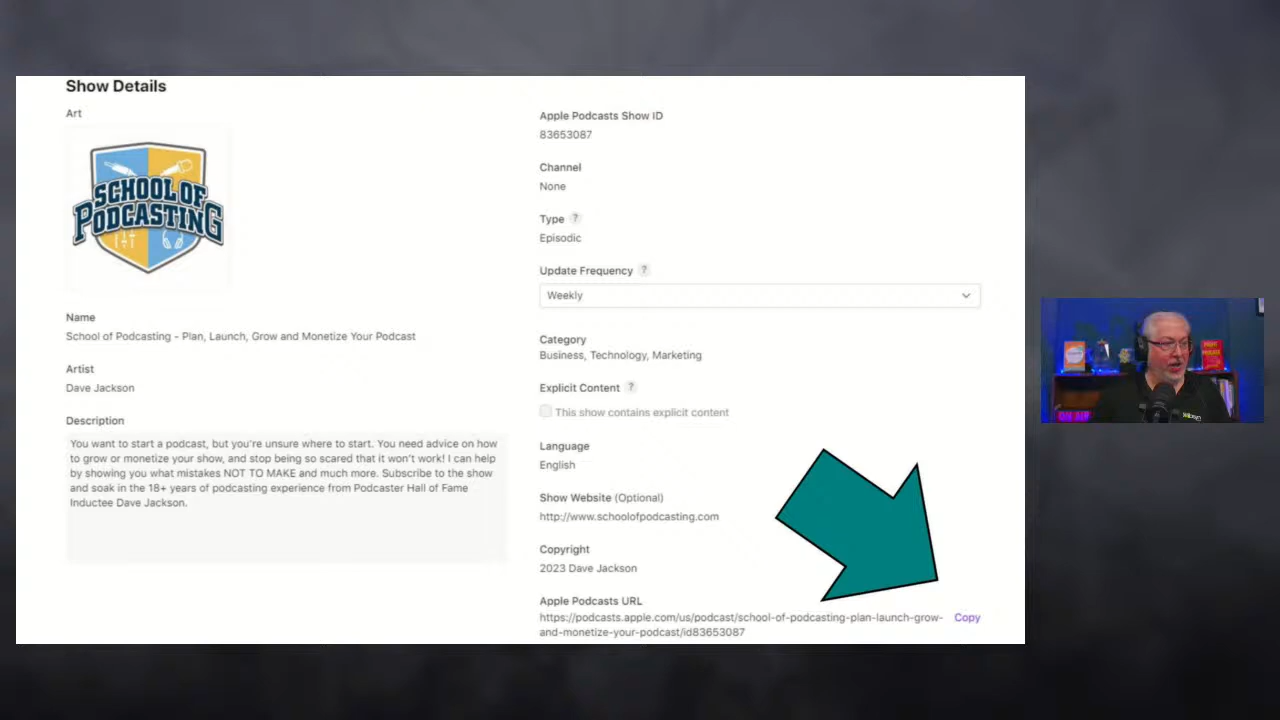 Show Details
Art
SCHOOL OF
PODCASTING
Name
School of Podcasting - Plan, Launch, Grow and Monetize Your Podcast
Artist
Dave Jackson
Description
You want to start a podcast, but you're unsure where to start. You need advice on how
to grow or monetize your show, and stop being so scared that it won't work! I can help
by showing you what mistakes NOT TO MAKE and much more. Subscribe to the show
and soak in the 18+ years of podcasting experience from Podcaster Hall of Fame
Inductee Dave Jackson.
Apple Podcasts Show ID
83653087
Channel
None
Type ?
Episodic
Update Frequency ?
Weekly
Category
Business, Technology, Marketing
Explicit Content ?
This show contains explicit content
Language
English
Show Website (Optional)
http://www.schoolofpodcasting.com
Copyright
2023 Dave Jackson
Apple Podcasts URL
https://podcasts.apple.com/us/podcast/school-of-podcasting-plan-launch-grow-
and-monetize-your-podcast/id83653087
Copy
ON AIR